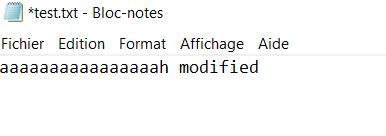 *test.txt - Bloc-notes
Fichier Edition Format Affichage Aide
aaaaaaaaaaaaaaaah modified